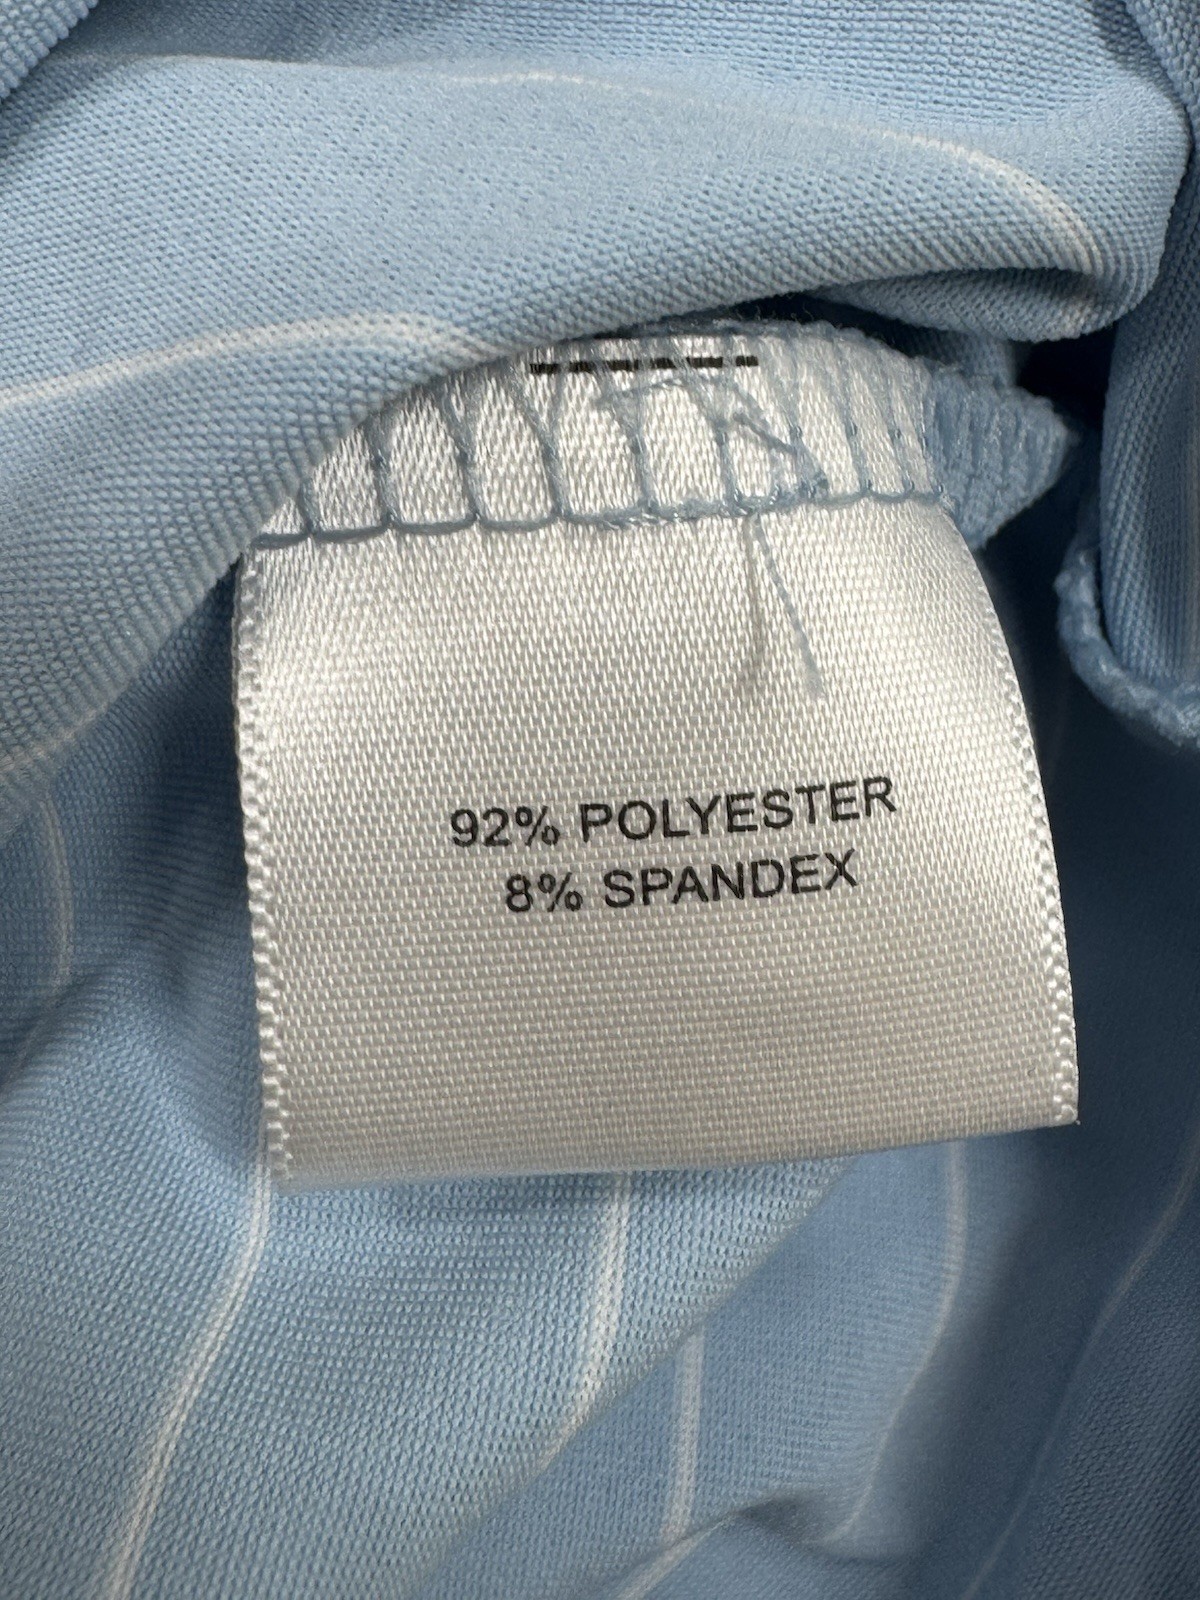 92% POLYESTER
8% SPANDEX